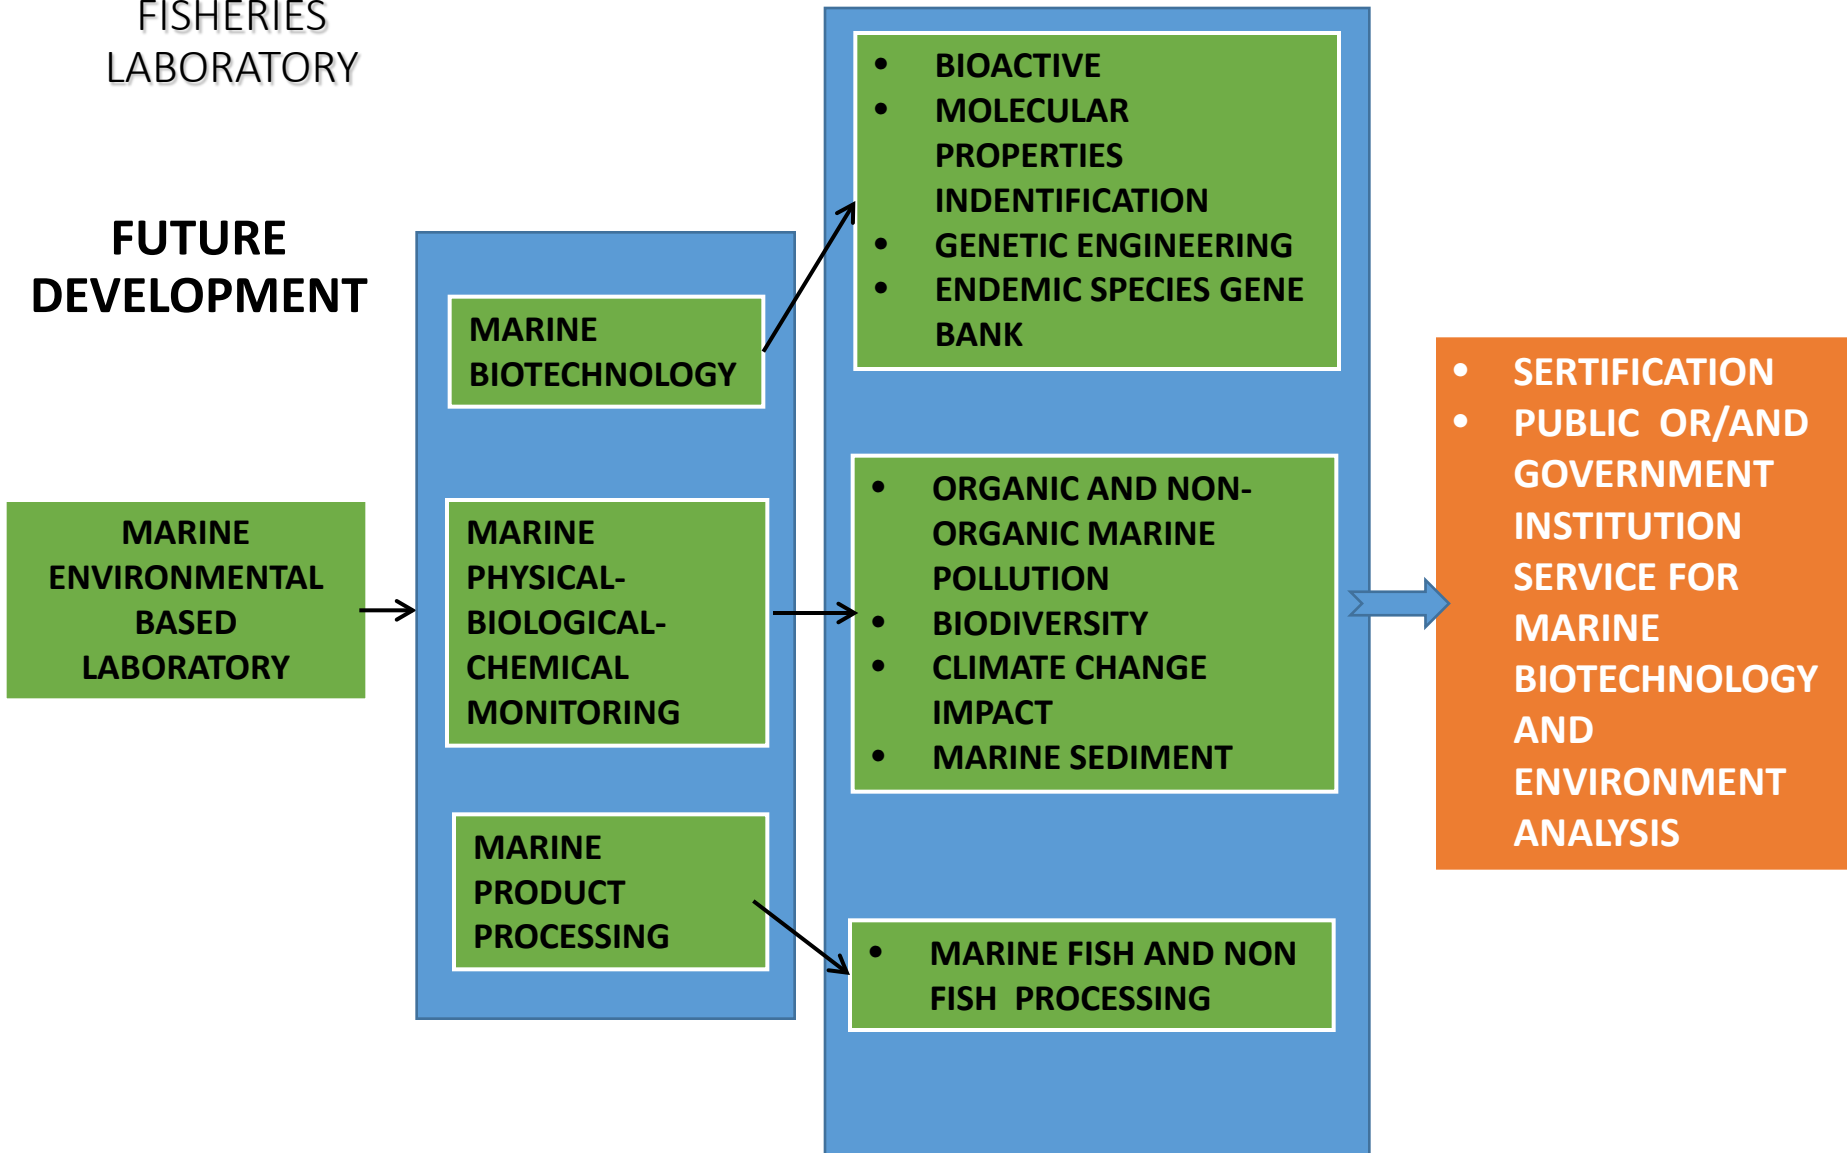 FISHERIES
LABORATORY
FUTURE
DEVELOPMENT
MARINE
ENVIRONMENTAL
BASED
LABORATORY
MARINE
BIOTECHNOLOGY
MARINE
PHYSICAL-
BIOLOGICAL-
CHEMICAL
MONITORING
MARINE
PRODUCT
PROCESSING
• BIOACTIVE
• MOLECULAR
PROPERTIES
INDENTIFICATION
• GENETIC ENGINEERING
• ENDEMIC SPECIES GENE
BANK
• ORGANIC AND NON-
ORGANIC MARINE
POLLUTION
• BIODIVERSITY
• CLIMATE CHANGE
IMPACT
• MARINE SEDIMENT
• MARINE FISH AND NON
FISH PROCESSING
• SERTIFICATION
• PUBLIC OR/AND
GOVERNMENT
INSTITUTION
SERVICE FOR
MARINE
BIOTECHNOLOGY
AND
ENVIRONMENT
ANALYSIS